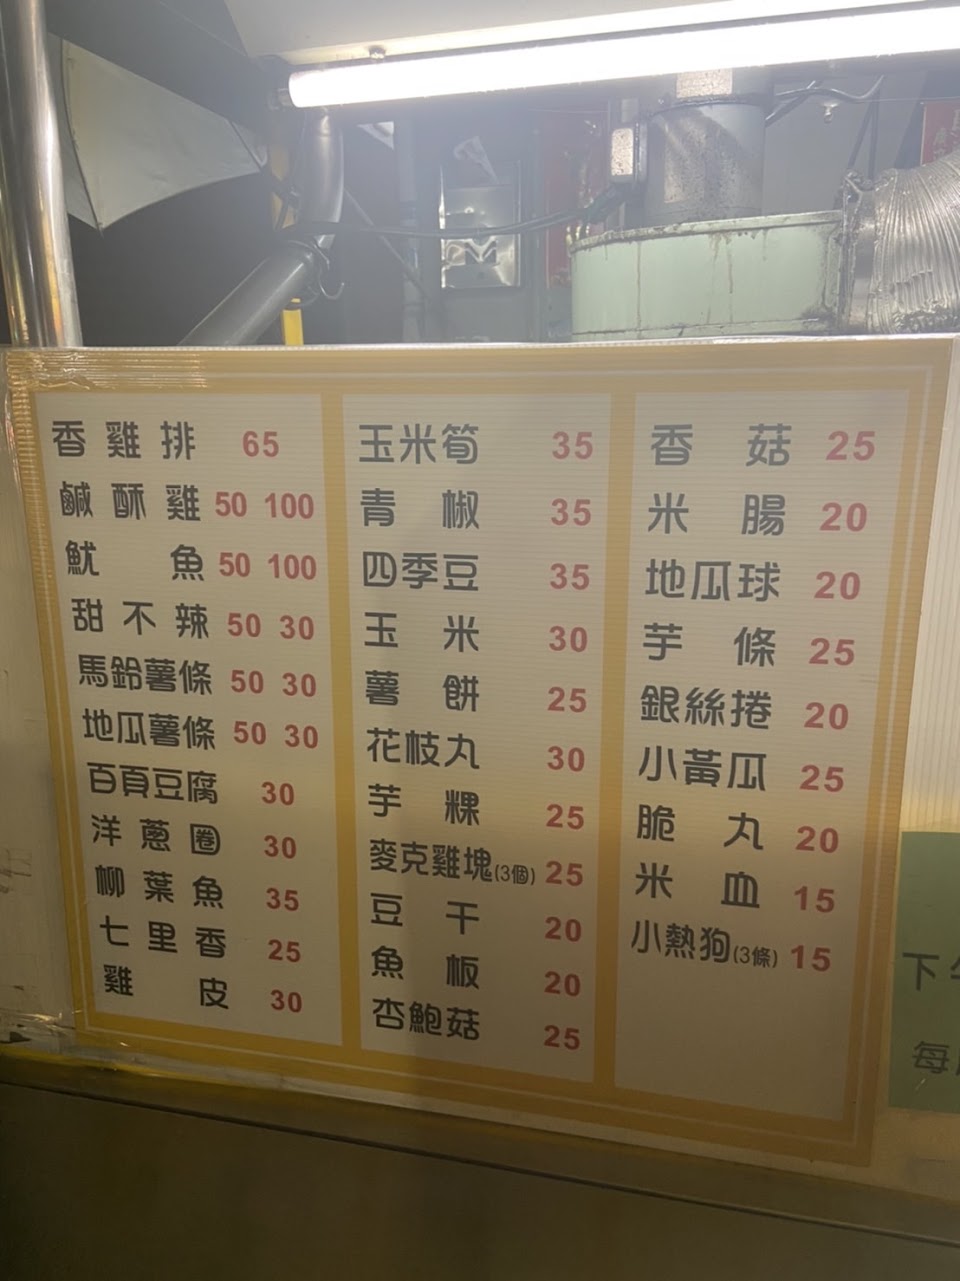 香雞排 65
鹹酥雞 50 100
魷魚 50 100
甜不辣 50 30
馬鈴薯條 50 30
地瓜薯條 50 30
百頁豆腐 30
洋蔥圈 30
柳葉魚 35
七里香 25
雞皮 30
玉米筍 35
青椒 35
四季豆 35
玉米 30
薯餅 25
花枝丸 30
芋粿 25
麥克雞塊(3個) 25
豆干 20
魚板 20
杏鮑菇 25
香菇 25
米腸 20
地瓜球 20
芋條 25
銀絲捲 20
小黃瓜 25
脆丸 20
米血 15
小熱狗(3條) 15
下午
每